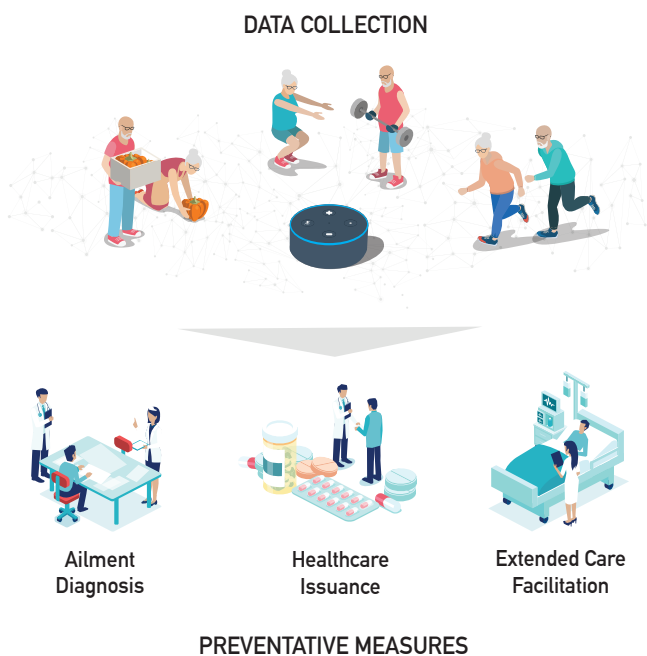 DATA COLLECTION
Ailment
Diagnosis
Healthcare
Issuance
Extended Care
Facilitation
PREVENTATIVE MEASURES